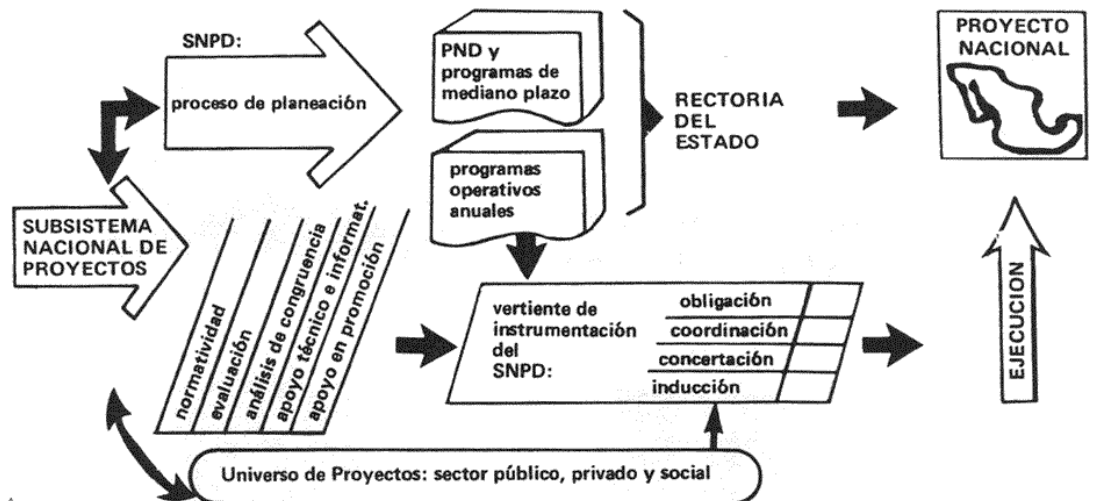 SNPD:
proceso de planeación
PND y
programas de
mediano plazo
programas
operativos
anuales
RECTORIA
DEL
ESTADO
PROYECTO
NACIONAL
SUBSISTEMA
NACIONAL DE
PROYECTOS
normatividad
evaluación
análisis de congruencia
apoyo técnico e informat.
apoyo en promoción
vertiente de
instrumentación
del
SNPD:
obligación
coordinación
concertación
inducción
EJECUCION
Universo de Proyectos: sector público, privado y social